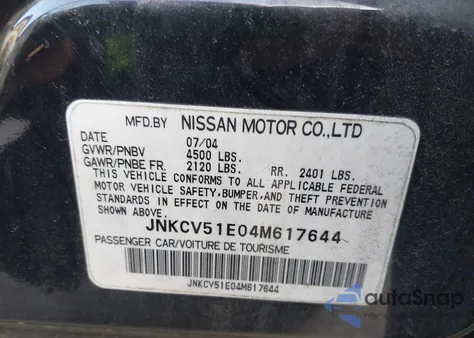 MFD.BY NISSAN MOTOR CO.,LTD
DATE 07/04
GVWR/PNBV 4500 LBS.
GAWR/PNBE FR. 2120 LBS. RR. 2401 LBS.
THIS VEHICLE CONFORMS TO ALL APPLICABLE FEDERAL
MOTOR VEHICLE SAFETY, BUMPER, AND THEFT PREVENTION
STANDARDS IN EFFECT ON THE DATE OF MANUFACTURE
SHOWN ABOVE.
JNKCV51E04M617644
PASSENGER CAR/VOITURE DE TOURISME
JNKCV51E04M617644
autoSnap